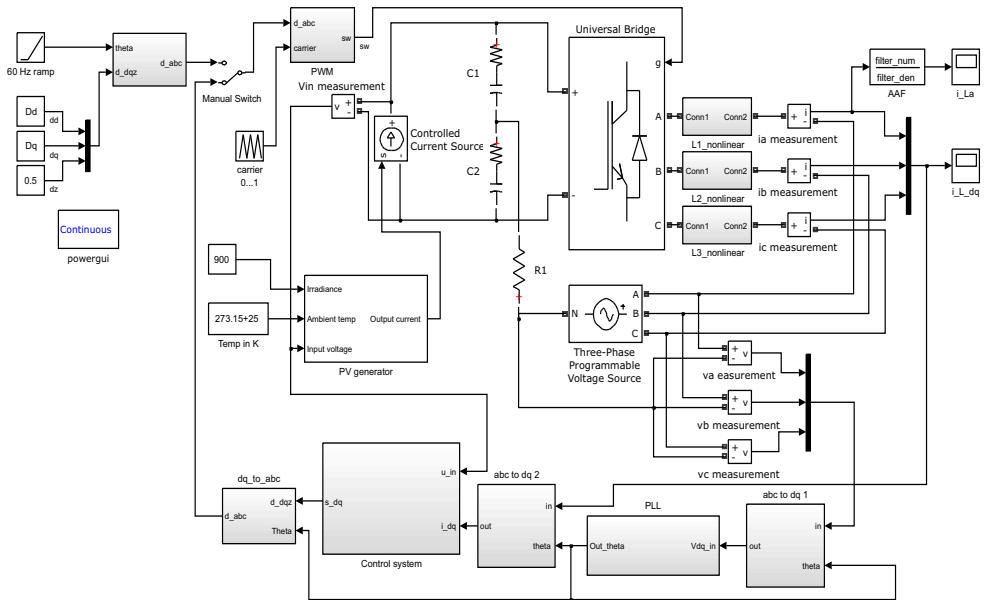 theta
d_dqz
d_abc
60 Hz ramp
Dd
dd
Dq
dq
0.5
dz
Continuous
powergui
Manual Switch
d_abc
carrier
sw
PWM
sw
carrier
0...1
Vin measurement
v
+
-
+
s
-
Controlled
Current Source
C1
C2
R1
Universal Bridge
g
+
-
A
B
C
Conn1
Conn2
L1_nonlinear
Conn1
Conn2
L2_nonlinear
Conn1
Conn2
L3_nonlinear
+
-
i
ia measurement
+
-
i
ib measurement
+
-
i
ic measurement
filter_num
filter_den
AAF
i_La
i_L_dq
900
273.15+25
Temp in K
Irradiance
Ambient temp
Input voltage
Output current
PV generator
N
+
A
B
C
Three-Phase
Programmable
Voltage Source
+
-
v
va easurement
+
-
v
vb measurement
+
-
v
vc measurement
dq_to_abc
d_abc
d_dqz
Theta
s_dq
u_in
i_dq
Control system
abc to dq 2
out
in
theta
PLL
Out_theta
Vdq_in
abc to dq 1
out
in
theta